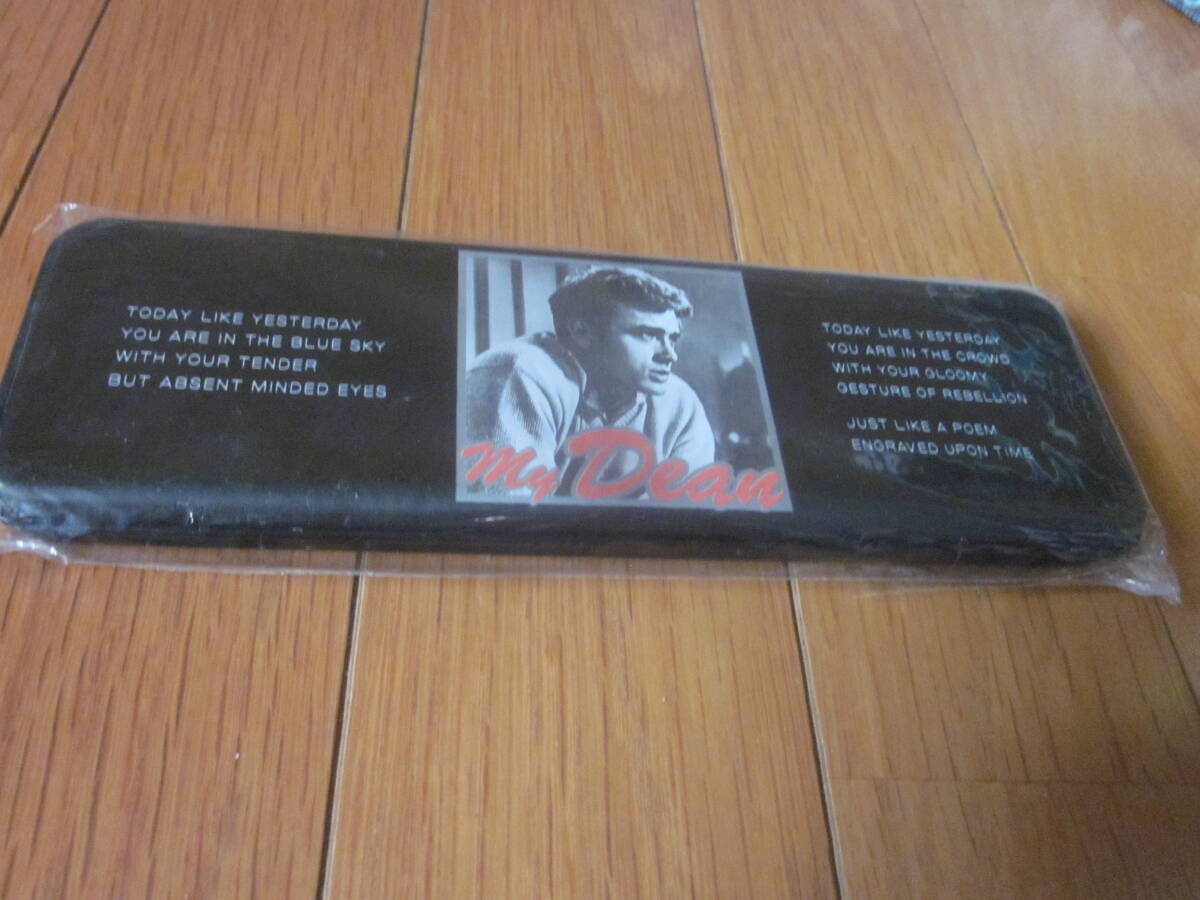 TODAY LIKE YESTERDAY
YOU ARE IN THE BLUE SKY
WITH YOUR TENDER
BUT ABSENT MINDED EYES
My Dean
TODAY LIKE YESTERDAY
YOU ARE IN THE CROWD
WITH YOUR GLOOMY
GESTURE OF REBELLION
JUST LIKE A POEM
ENGRAVED UPON TIME